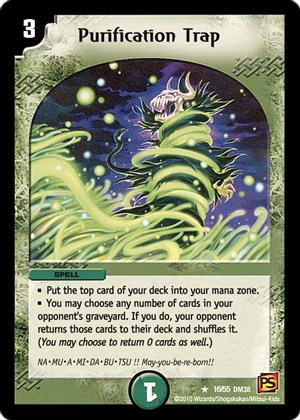 3
Purification Trap
SPELL
▪ Put the top card of your deck into your mana zone.
▪ You may choose any number of cards in your
opponent's graveyard. If you do, your opponent
returns those cards to their deck and shuffles it.
(You may choose to return 0 cards as well.)
NA•MU•A•MI•DA•BU•TSU !! May-you-be-re-born!!
1
★ 16/55 DM38
©2010 Wizards/Shogakukan/Mitsui-Kids
PS